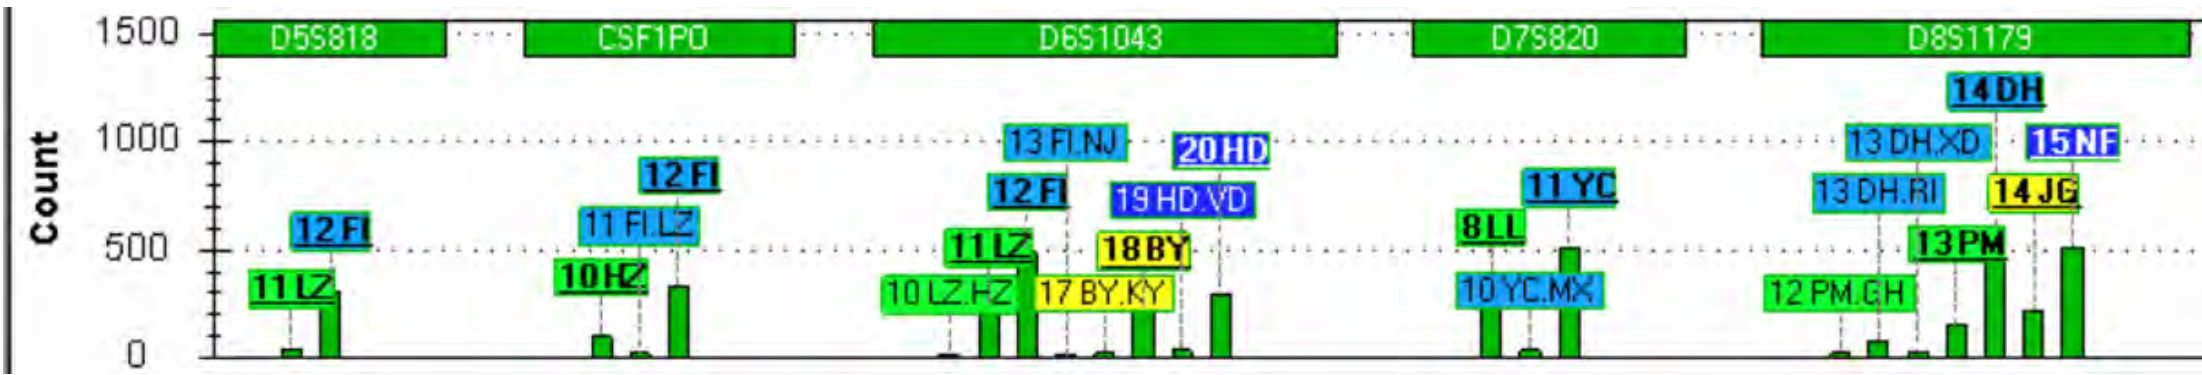 1500
D5S818
CSF1PO
D6S1043
D7S820
D8S1179
Count
1000
500
0
11 LZ
12 FI
10 HZ
11 FI.LZ
12 FI
10 LZ.HZ
11 LZ
12 FI
13 FI.NJ
17 BY.KY
18 BY
19 HD.VD
20 HD
8 LL
10 YC.MX
11 YC
12 PM.GH
13 DH.RI
13 DH.XD
13 PM
14 DH
14 JG
15 NF